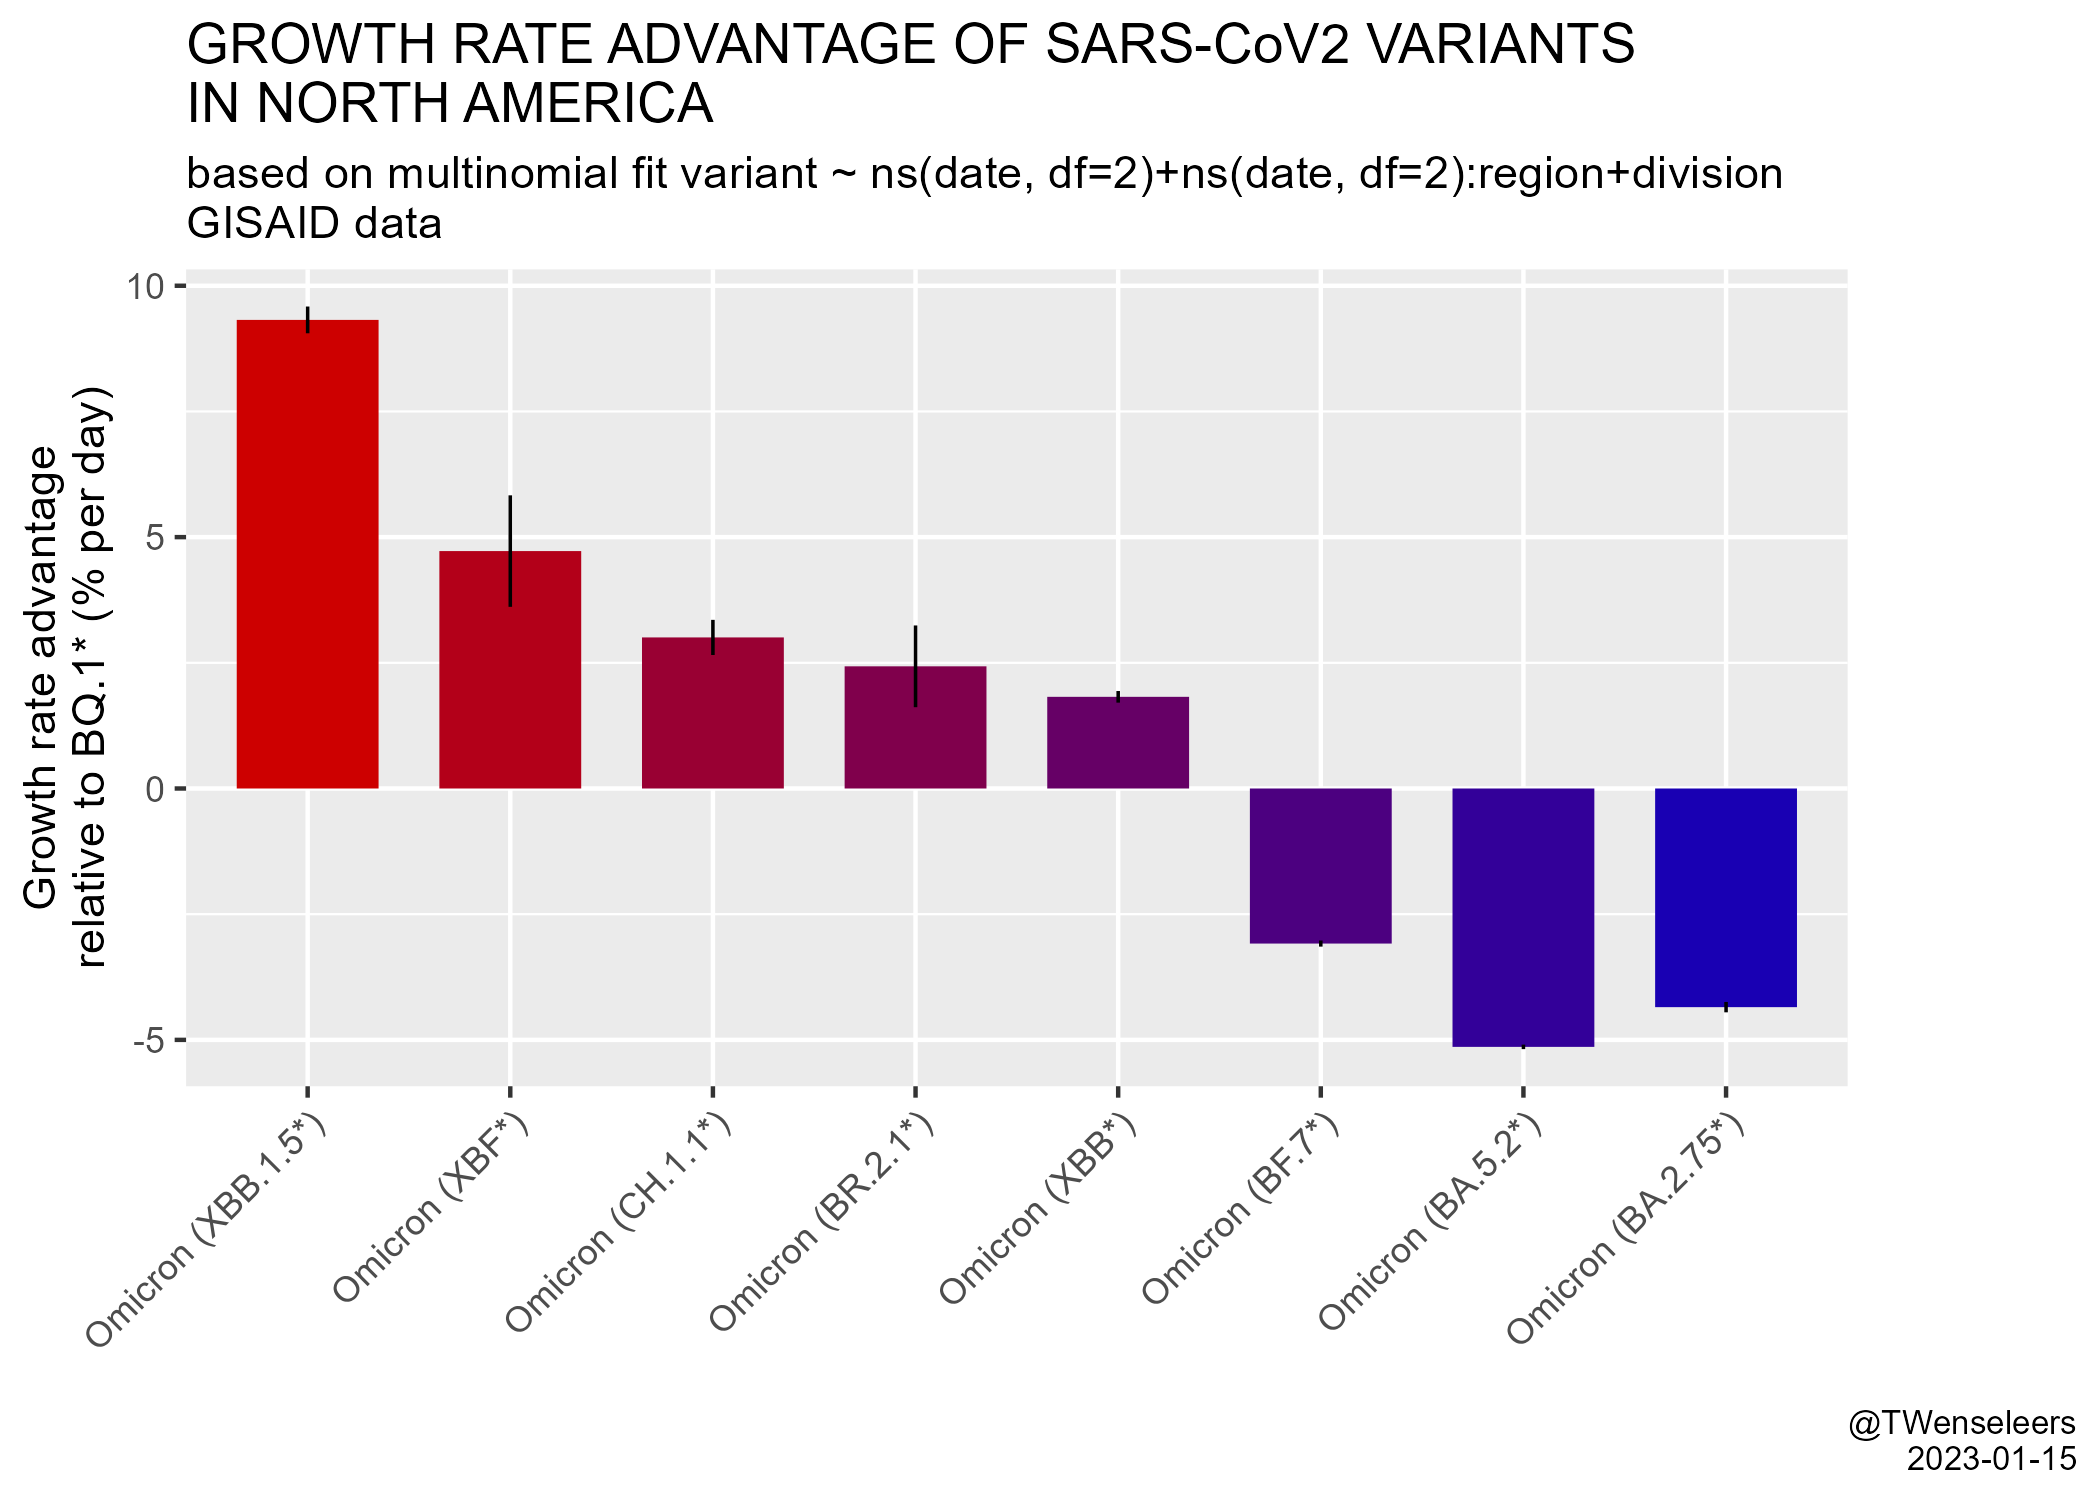 GROWTH RATE ADVANTAGE OF SARS-CoV2 VARIANTS
IN NORTH AMERICA
based on multinomial fit variant ~ ns(date, df=2)+ns(date, df=2):region+division
GISAID data
Growth rate advantage
relative to BQ.1* (% per day)
10
5
0
-5
Omicron (XBB.1.5*)
Omicron (XBF*)
Omicron (CH.1.1*)
Omicron (BR.2.1*)
Omicron (XBB*)
Omicron (BF.7*)
Omicron (BA.5.2*)
Omicron (BA.2.75*)
@TWenseleers
2023-01-15